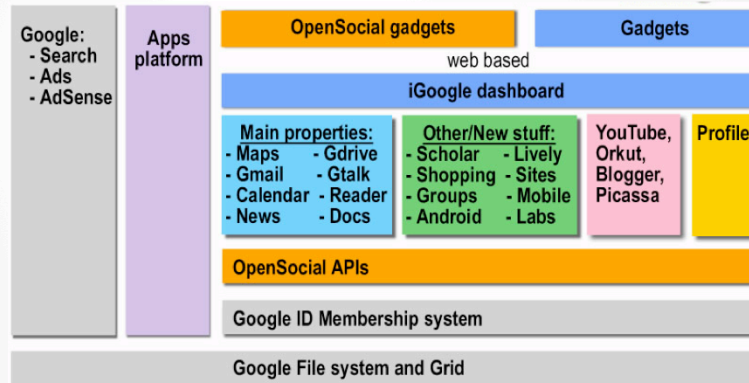 Google:
- Search
- Ads
- AdSense
Apps
platform
OpenSocial gadgets
Gadgets
web based
iGoogle dashboard
Main properties:
- Maps - Gdrive
- Gmail - Gtalk
- Calendar - Reader
- News - Docs
Other/New stuff:
- Scholar - Lively
- Shopping - Sites
- Groups - Mobile
- Android - Labs
YouTube,
Orkut,
Blogger,
Picassa
Profile
OpenSocial APIs
Google ID Membership system
Google File system and Grid